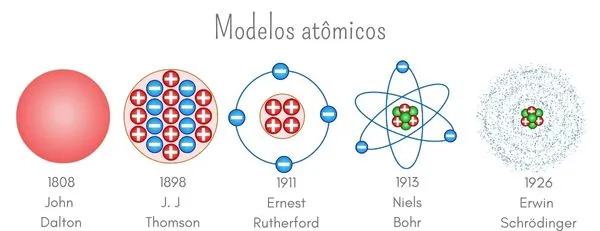 Modelos atômicos
1808
John
Dalton
1898
J. J
Thomson
1911
Ernest
Rutherford
1913
Niels
Bohr
1926
Erwin
Schrödinger